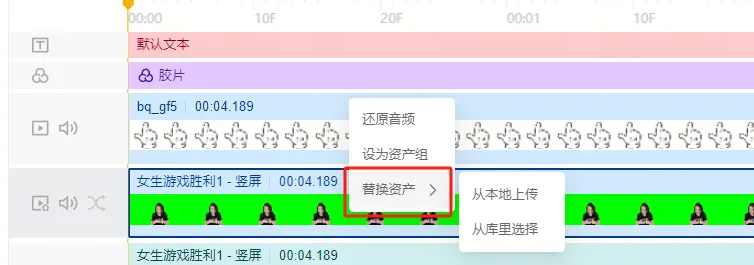 00:00 10F 20F 00:01 10F
默认文本
胶片
bq_gf5 00:04.189
还原音频
设为资产组
女生游戏胜利1 - 竖屏 00:04.189
替换资产
从本地上传
从库里选择
女生游戏胜利1 - 竖屏 00:04.189